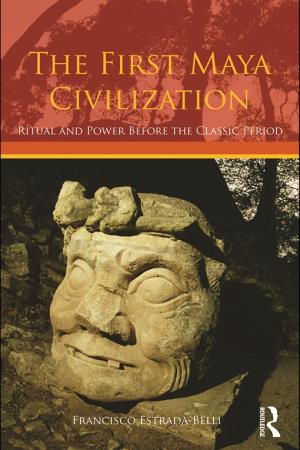 The First Maya
Civilization
Ritual and Power Before the Classic Period
Francisco Estrada-Belli
R
ROUTLEDGE